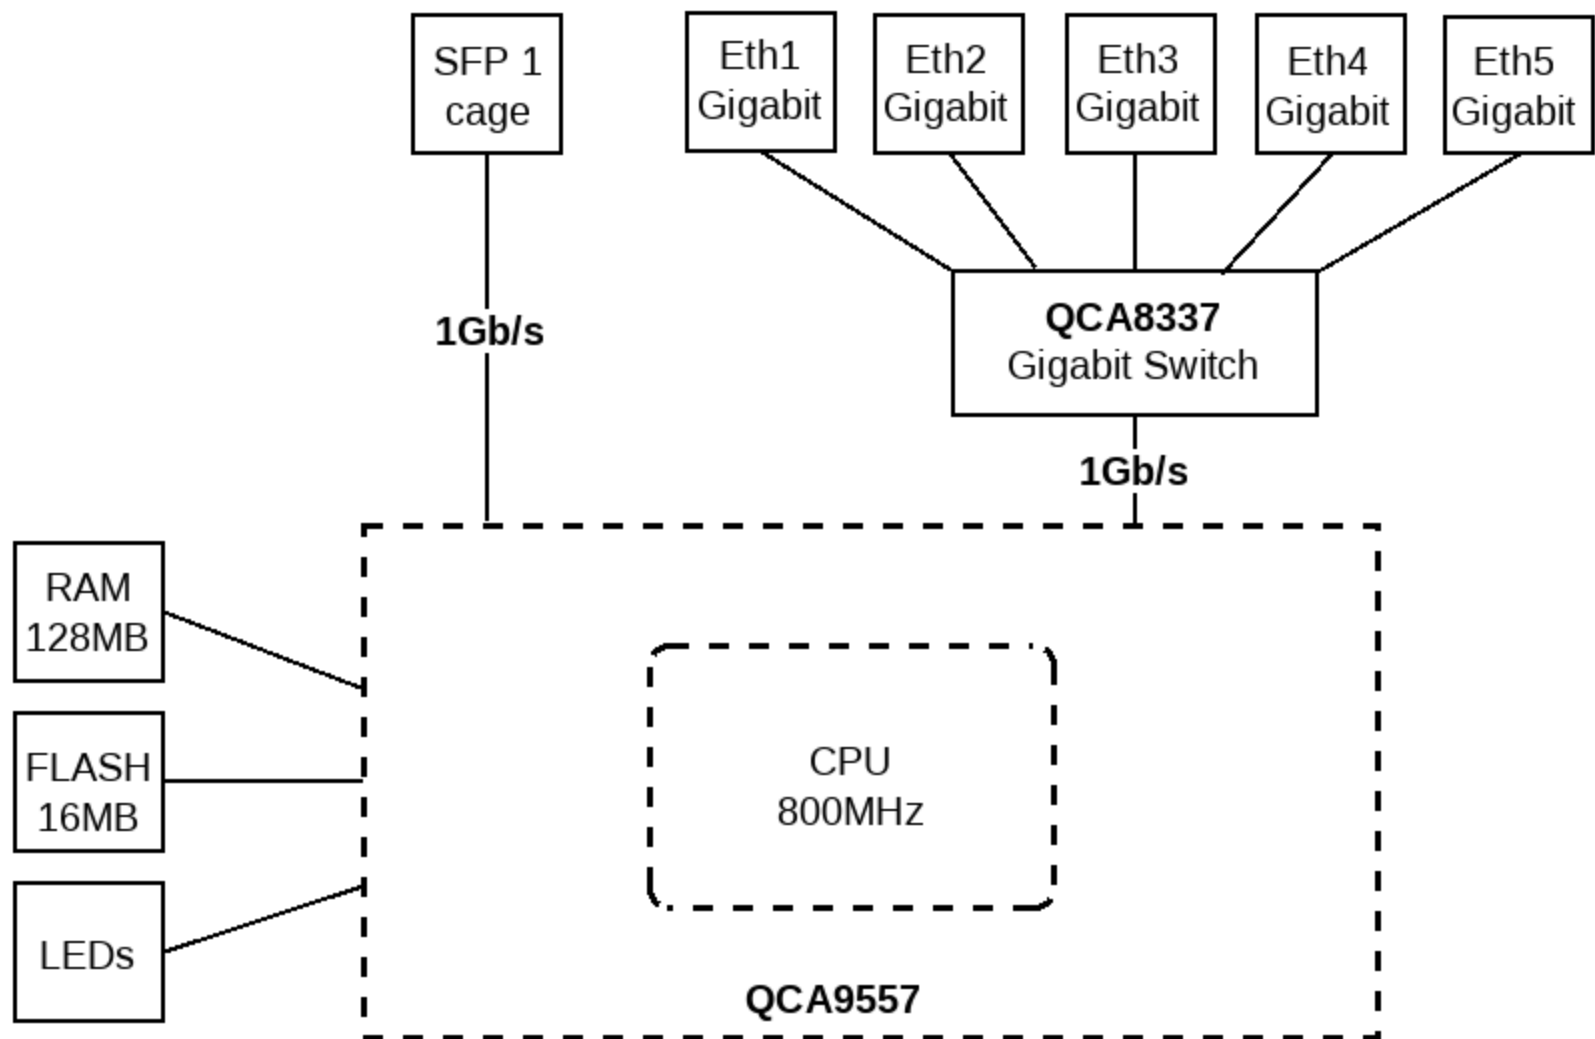 SFP 1
cage
Eth1
Gigabit
Eth2
Gigabit
Eth3
Gigabit
Eth4
Gigabit
Eth5
Gigabit
QCA8337
Gigabit Switch
1Gb/s
1Gb/s
RAM
128MB
FLASH
16MB
LEDs
CPU
800MHz
QCA9557